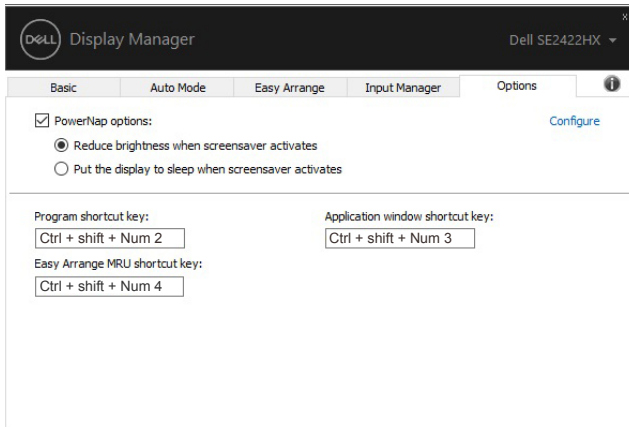 x
DELL Display Manager
Dell SE2422HX
Basic Auto Mode Easy Arrange Input Manager Options i
PowerNap options:
Configure
Reduce brightness when screensaver activates
Put the display to sleep when screensaver activates
Program shortcut key:
Application window shortcut key:
Ctrl + shift + Num 2
Ctrl + shift + Num 3
Easy Arrange MRU shortcut key:
Ctrl + shift + Num 4